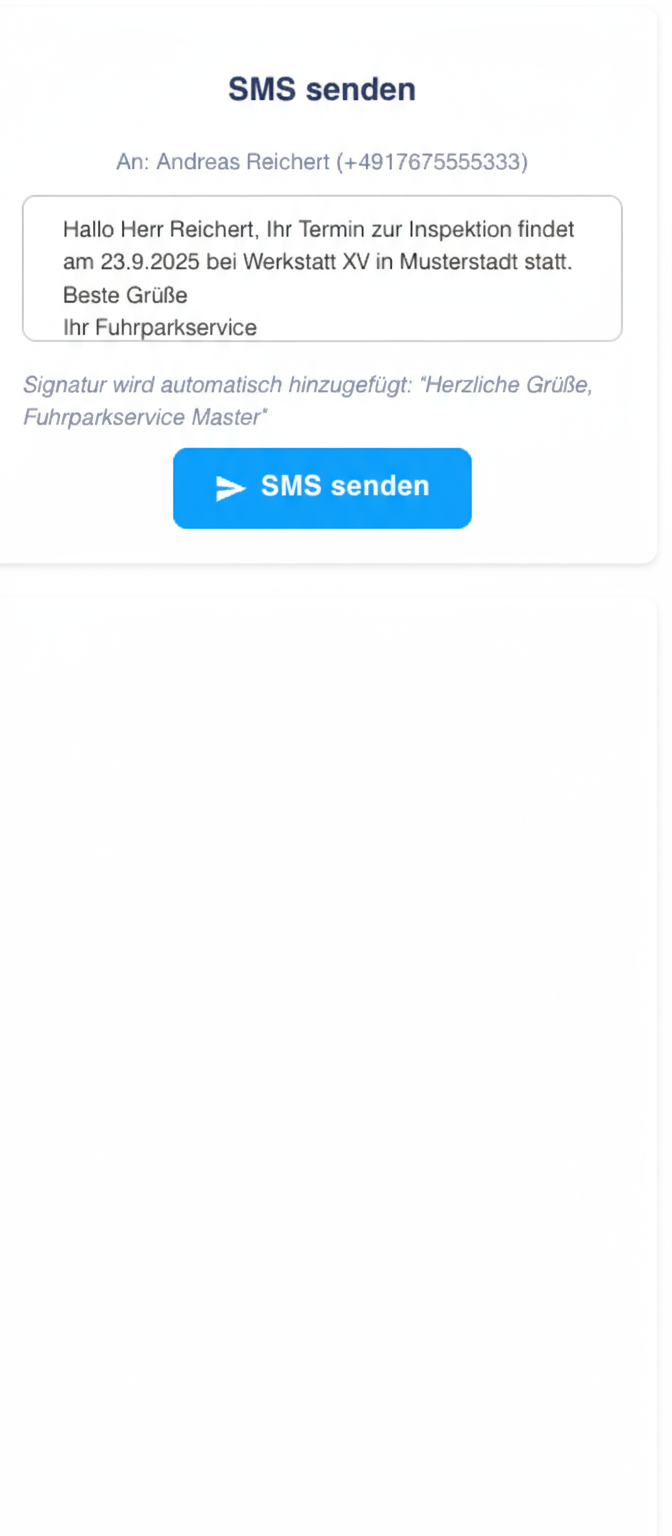 SMS senden
An: Andreas Reichert (+4917675555333)
Hallo Herr Reichert, Ihr Termin zur Inspektion findet
am 23.9.2025 bei Werkstatt XV in Musterstadt statt.
Beste Grüße
Ihr Fuhrparkservice
Signatur wird automatisch hinzugefügt: "Herzliche Grüße,
Fuhrparkservice Master"
SMS senden